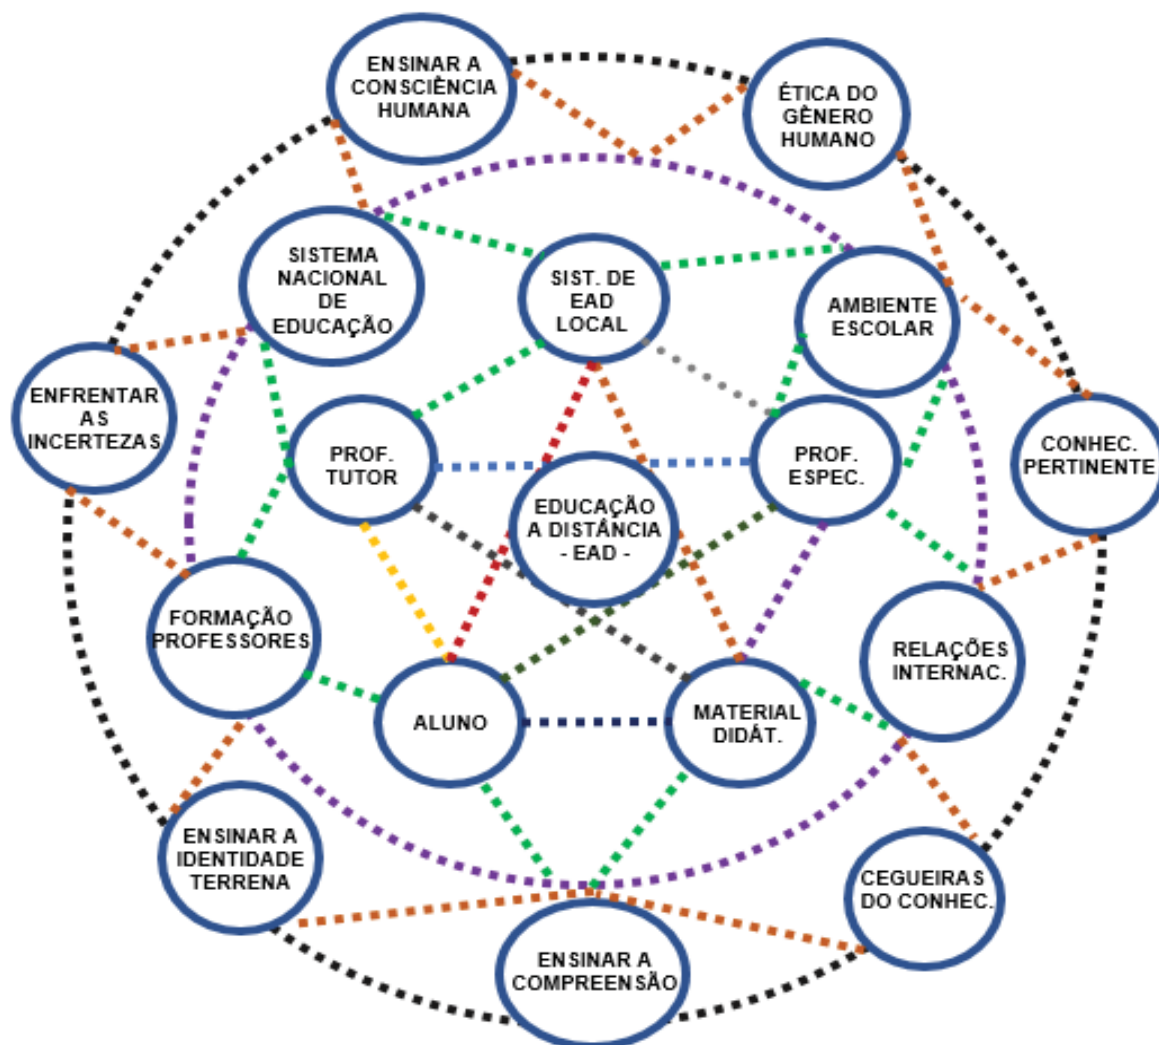 ENSINAR A
CONSCIÊNCIA
HUMANA
ÉTICA DO
GÊNERO
HUMANO
SISTEMA
NACIONAL
DE
EDUCAÇÃO
SIST. DE
EAD
LOCAL
AMBIENTE
ESCOLAR
ENFRENTAR
AS
INCERTEZAS
PROF.
TUTOR
PROF.
ESPEC.
CONHEC.
PERTINENTE
EDUCAÇÃO
A DISTÂNCIA
- EAD -
FORMAÇÃO
PROFESSORES
RELAÇÕES
INTERNAC.
ALUNO
MATERIAL
DIDÁT.
ENSINAR A
IDENTIDADE
TERRENA
CEGUEIRAS
DO CONHEC.
ENSINAR A
COMPREENSÃO